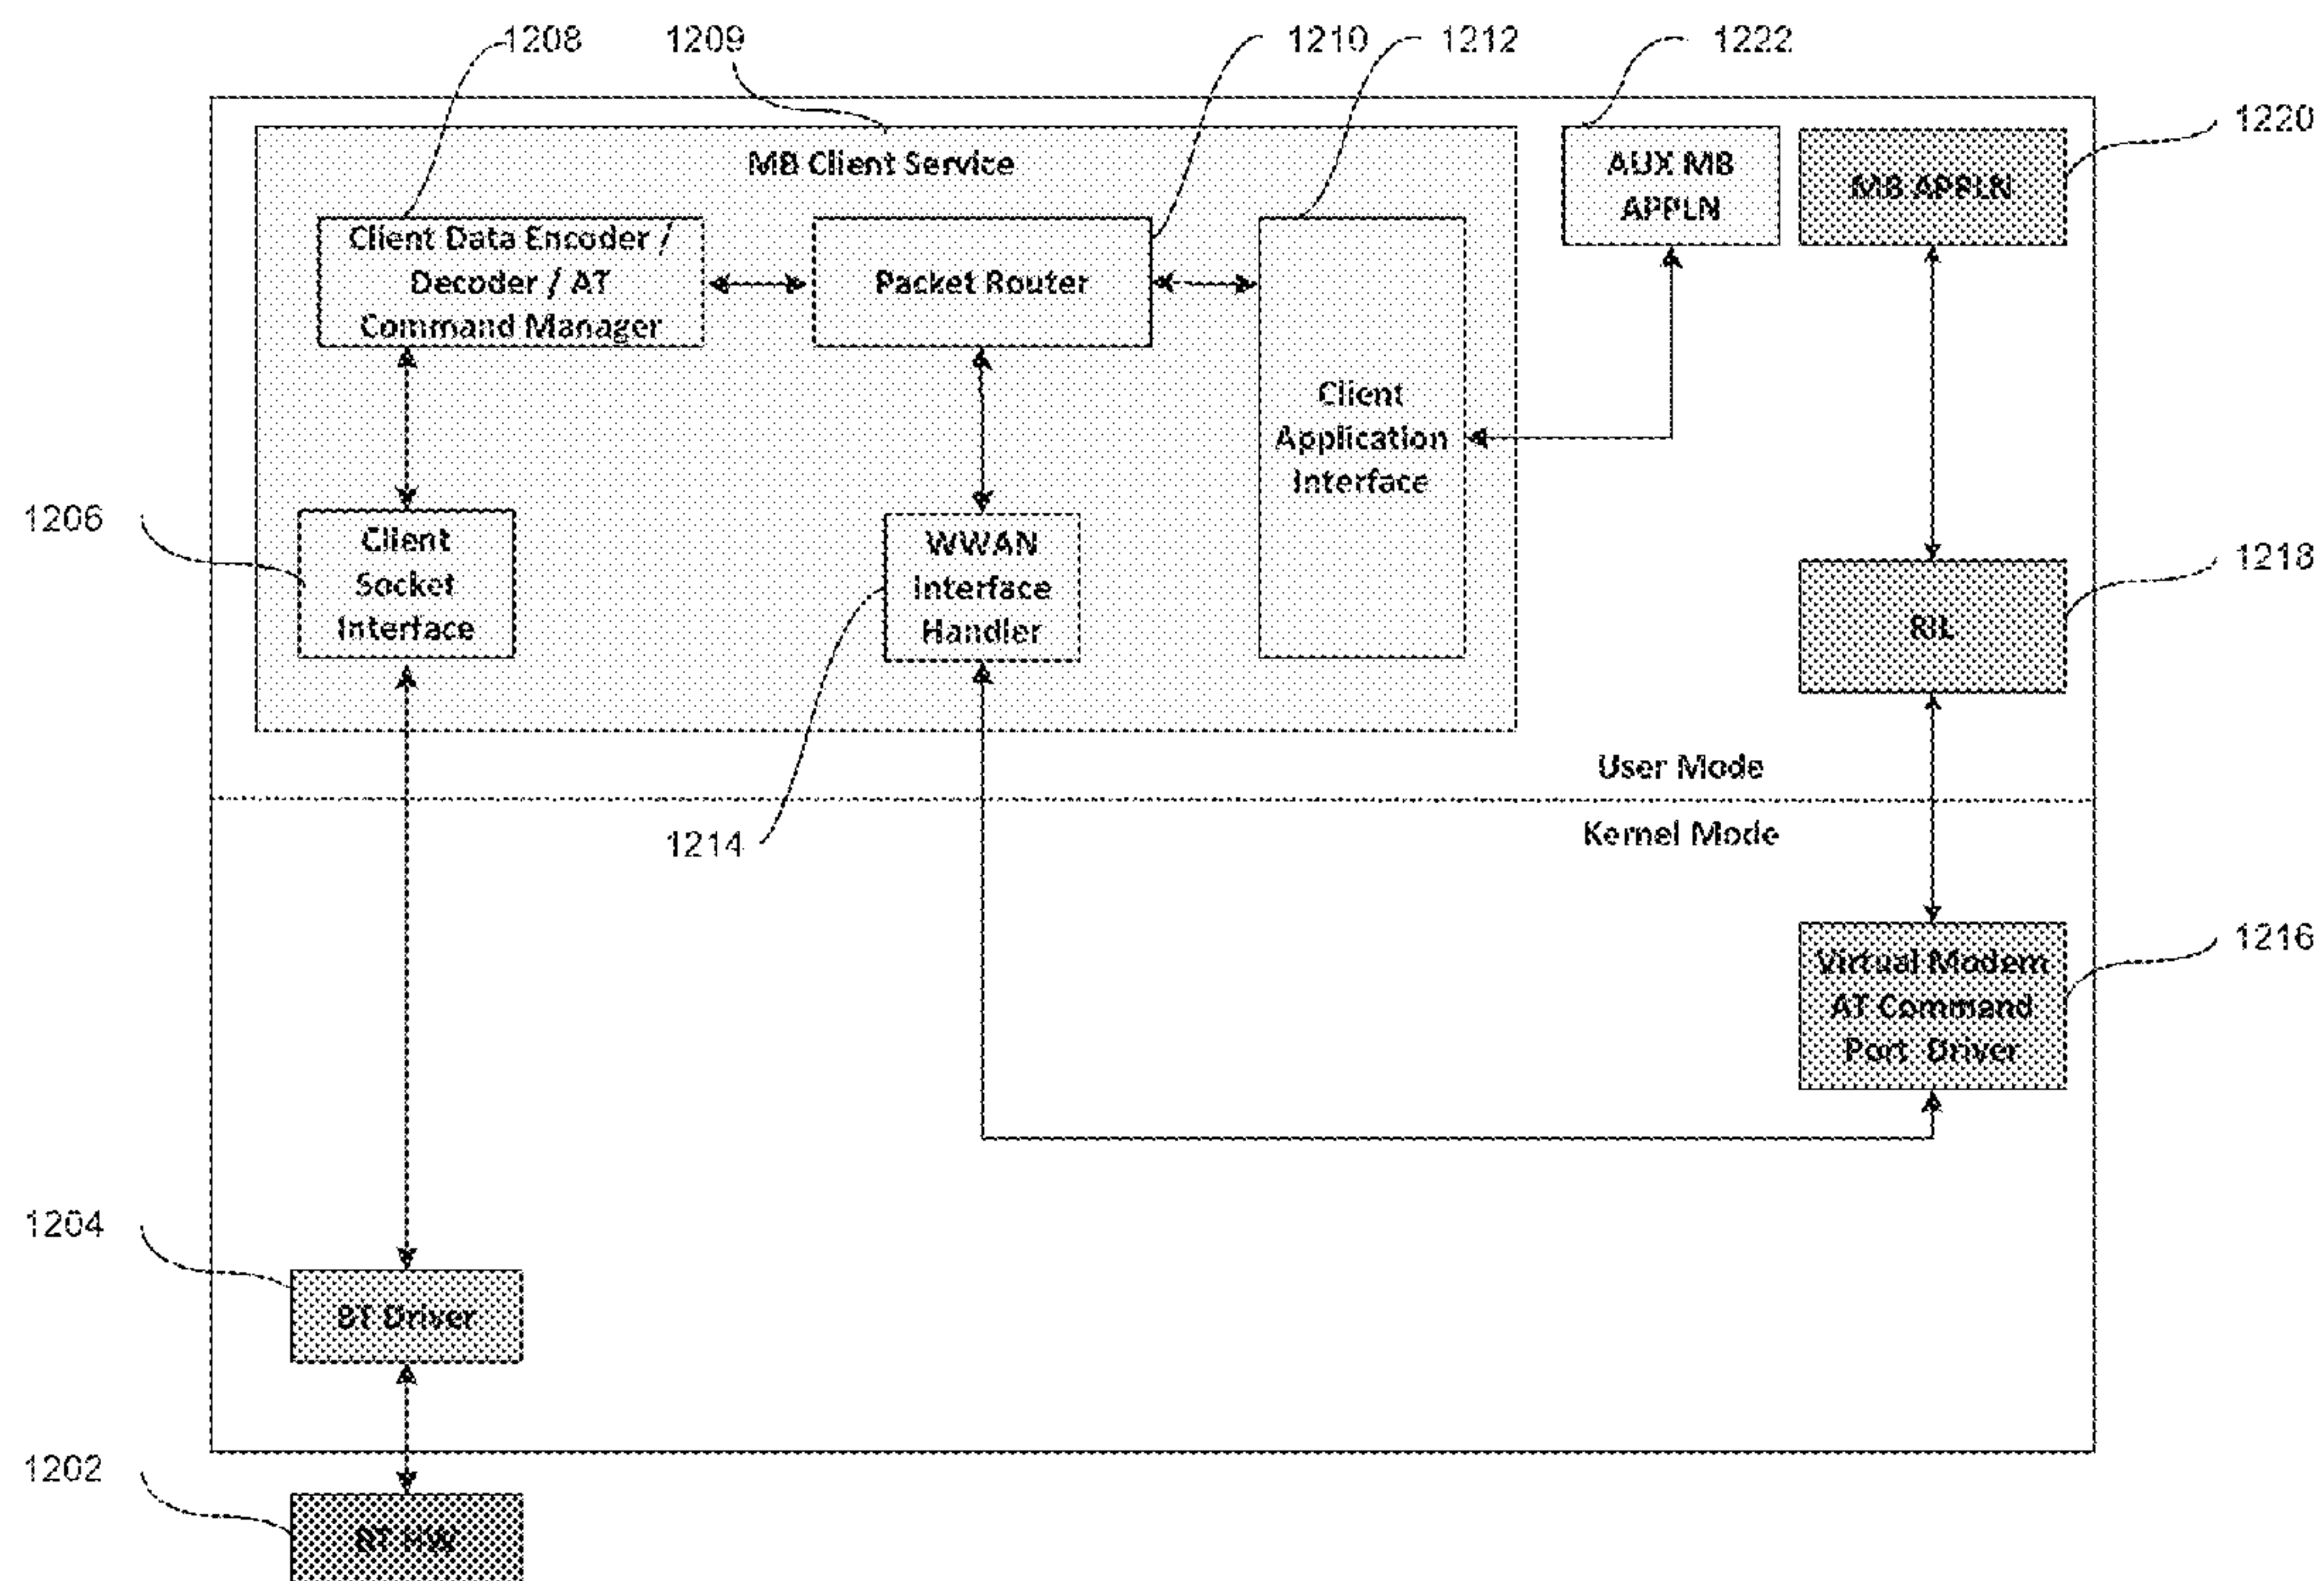 1208
1209
1210
1212
1222
1220
MB Client Service
AUX MB
APPLN
MB APPLN
Client Data Encoder /
Decoder / AT
Command Manager
Packet Router
Client
Application
Interface
1206
Client
Socket
Interface
WWAN
Interface
Handler
1218
RIL
User Mode
Kernel Mode
1214
1216
Virtual Modem
AT Command
Port Driver
1204
BT Driver
1202
BT HW